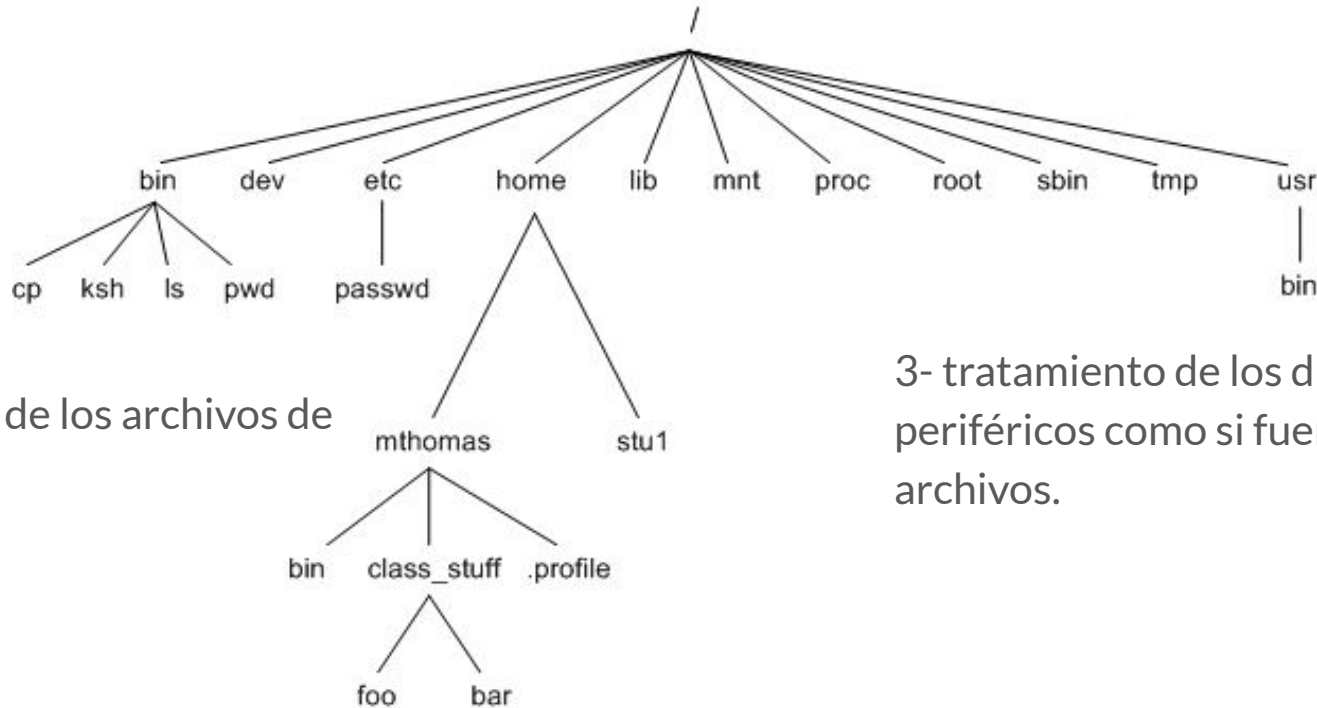 /
bin dev etc home lib mnt proc root sbin tmp usr
cp ksh ls pwd passwd bin
de los archivos de
3- tratamiento de los d
periféricos como si fue
archivos.
mthomas stu1
bin class_stuff .profile
foo bar